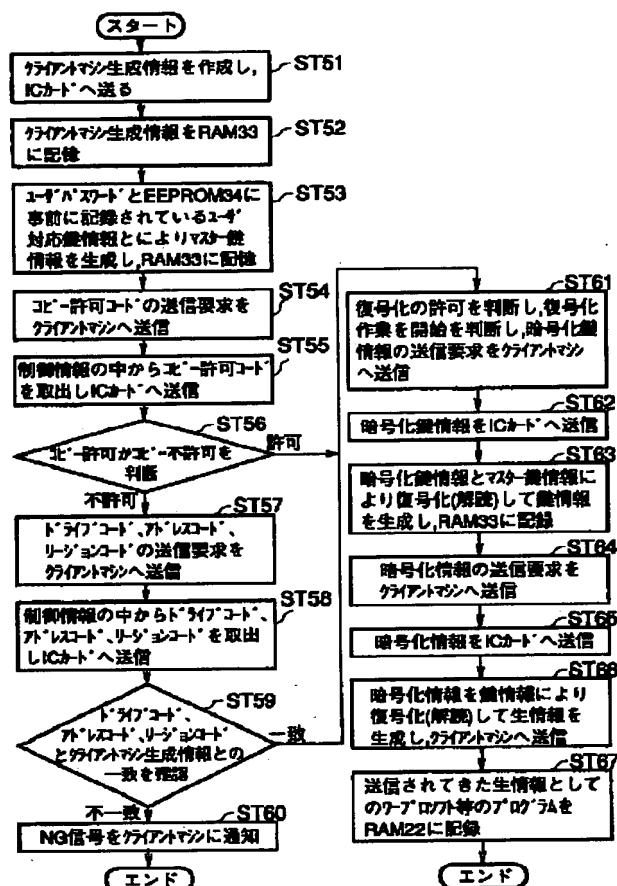 スタート
ST51
クライアントマシン生成情報を作成し,
ICカードへ送る
ST52
クライアントマシン生成情報をRAM33
に記憶
ST53
ユーザパスワードとEEPROM34に
事前に記録されているユーザ
対応鍵情報とによりマスター鍵
情報を生成し,RAM33に記憶
ST54
コピー許可コードの送信要求を
クライアントマシンへ送信
ST55
制御情報の中からコピー許可コード
を取出しICカードへ送信
ST56
コピー許可かコピー不許可を
判断
許可
不許可
ST57
ドライブコード、アドレスコード、
リージョンコードの送信要求を
クライアントマシンへ送信
ST58
制御情報の中からドライブコード、
アドレスコード、リージョンコードを取出
しICカードへ送信
ST59
ドライブコード、
アドレスコード、リージョンコード
とクライアントマシン生成情報との
一致を確認
一致
不一致
ST60
NG信号をクライアントマシンに通知
エンド
ST61
復号化の許可を判断し,復号化
作業を開始を判断し,暗号化鍵
情報の送信要求をクライアントマシン
へ送信
ST62
暗号化鍵情報をICカードへ送信
ST63
暗号化鍵情報とマスター鍵情報に
より復号化(解読)して鍵情報
を生成し,RAM33に記録
ST64
暗号化情報の送信要求を
クライアントマシンへ送信
ST65
暗号化情報をICカードへ送信
ST66
暗号化情報を鍵情報により
復号化(解読)して生情報を
生成し,クライアントマシンへ送信
ST67
送信されてきた生情報として
のワープロソフト等のプログラムを
RAM22に記録
エンド